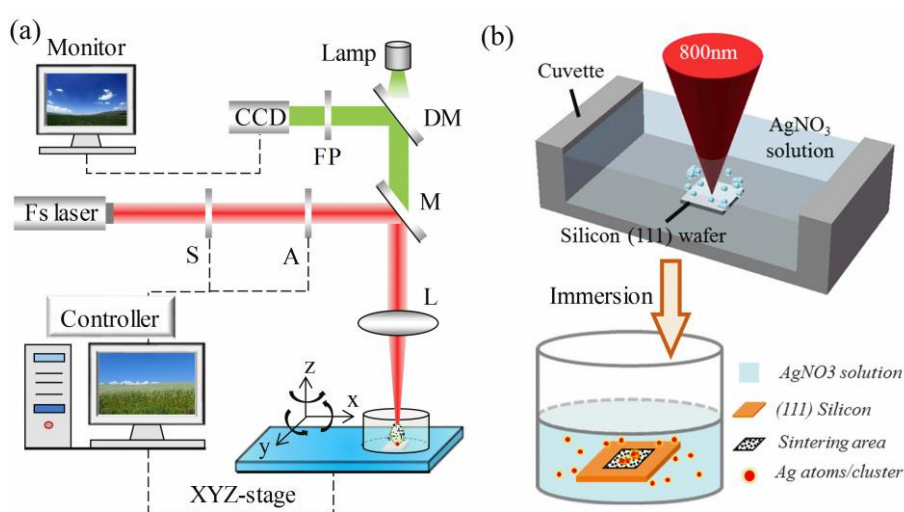 (a)
Monitor
Lamp
CCD
DM
FP
Fs laser
M
S
A
L
Controller
z
x
y
XYZ-stage
(b)
800nm
Cuvette
AgNO₃
solution
Silicon (111) wafer
Immersion
AgNO3 solution
(111) Silicon
Sintering area
Ag atoms/cluster